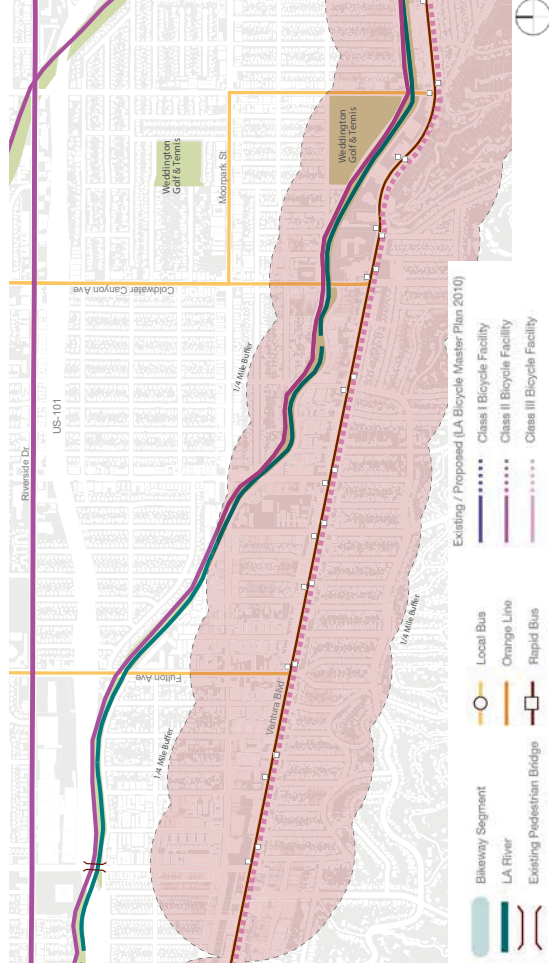 Riverside Dr
US-101
Coldwater Canyon Ave
Moorpark St
Weddington
Golf & Tennis
Weddington
Golf & Tennis
1/4 Mile Buffer
Fulton Ave
1/4 Mile Buffer
Ventura Blvd
1/4 Mile Buffer
Bikeway Segment
LA River
Existing Pedestrian Bridge
Local Bus
Orange Line
Rapid Bus
Existing / Proposed (LA Bicycle Master Plan 2010)
Class I Bicycle Facility
Class II Bicycle Facility
Class III Bicycle Facility